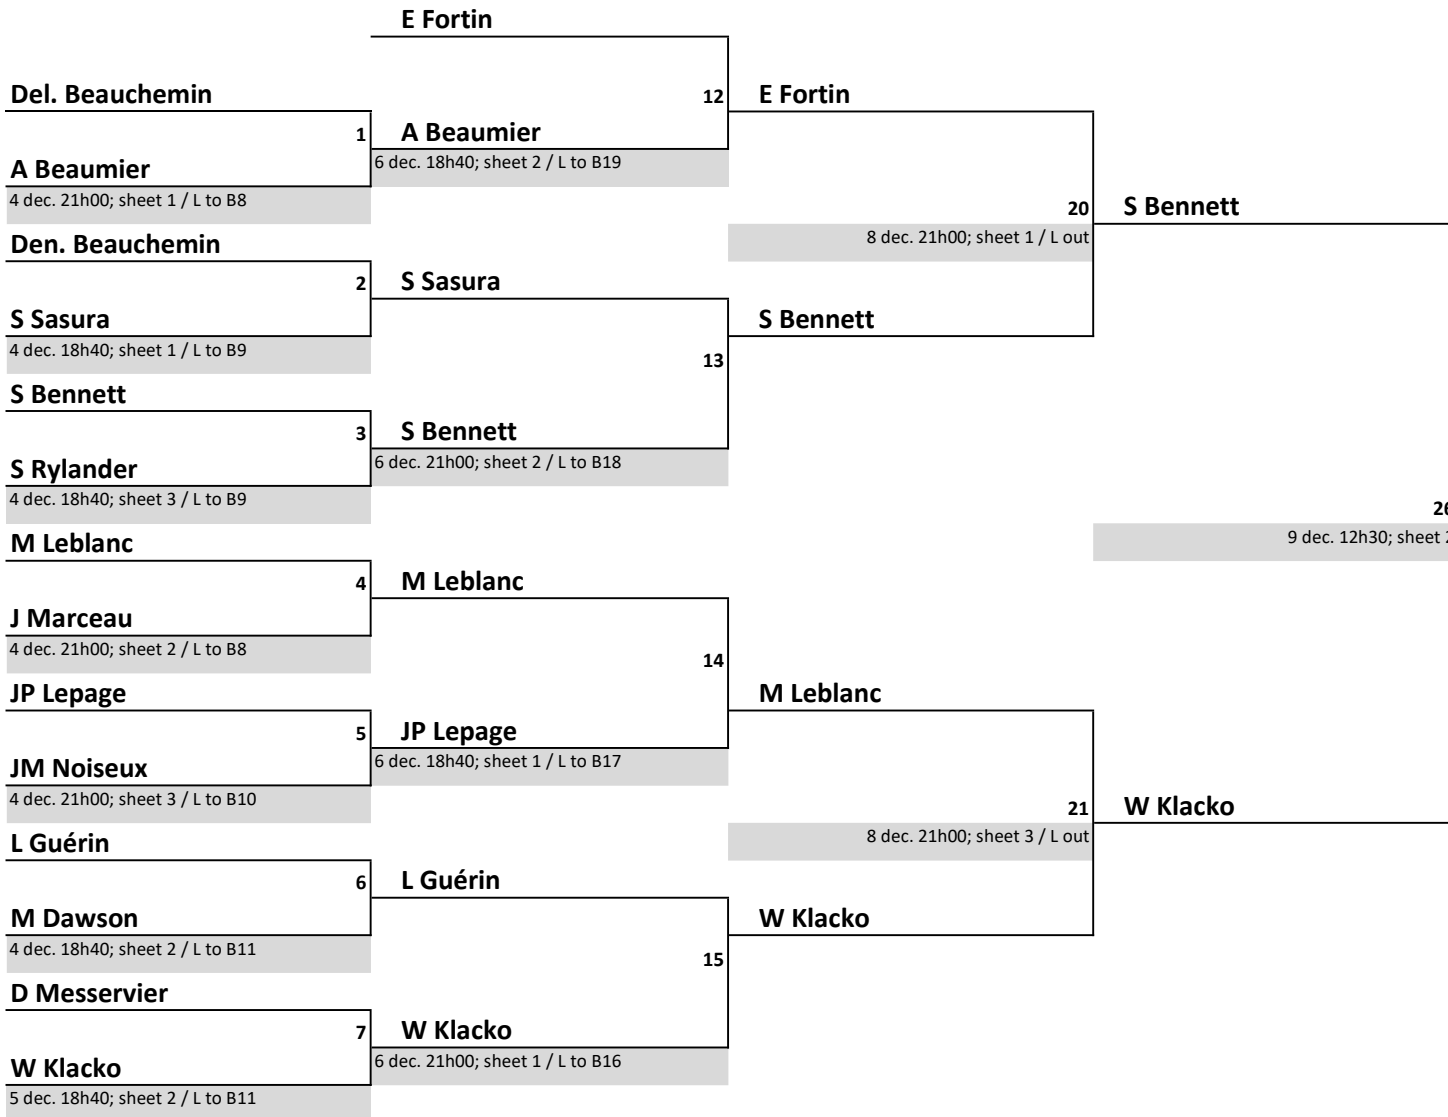 E Fortin
Del. Beauchemin
12 E Fortin
1 A Beaumier
A Beaumier
6 dec. 18h40; sheet 2 / L to B19
4 dec. 21h00; sheet 1 / L to B8
20 S Bennett
Den. Beauchemin
8 dec. 21h00; sheet 1 / L out
2 S Sasura
S Sasura
S Bennett
4 dec. 18h40; sheet 1 / L to B9
13
S Bennett
3 S Bennett
S Rylander
6 dec. 21h00; sheet 2 / L to B18
4 dec. 18h40; sheet 3 / L to B9
26
M Leblanc
9 dec. 12h30; sheet 2
4 M Leblanc
J Marceau
4 dec. 21h00; sheet 2 / L to B8
14
JP Lepage
M Leblanc
5 JP Lepage
JM Noiseux
6 dec. 18h40; sheet 1 / L to B17
4 dec. 21h00; sheet 3 / L to B10
21 W Klacko
L Guérin
8 dec. 21h00; sheet 3 / L out
6 L Guérin
M Dawson
W Klacko
4 dec. 18h40; sheet 2 / L to B11
15
D Messervier
7 W Klacko
W Klacko
6 dec. 21h00; sheet 1 / L to B16
5 dec. 18h40; sheet 2 / L to B11